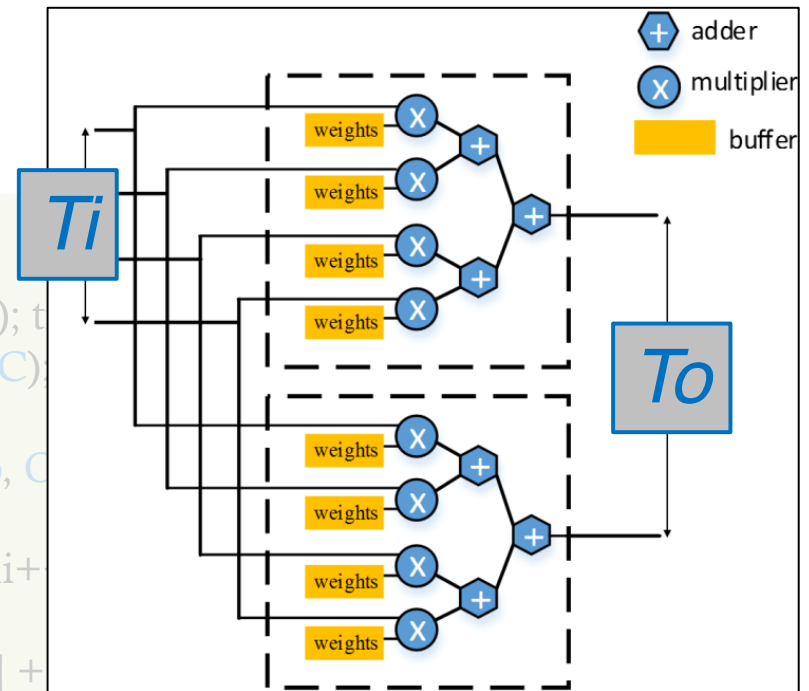 + adder
x multiplier
buffer
weights
x
+
weights
x
+
Ti
weights
x
+
weights
x
); t
C);
To
weights
x
+
, C
weights
x
+
i+
weights
x
+
weights
x
] +